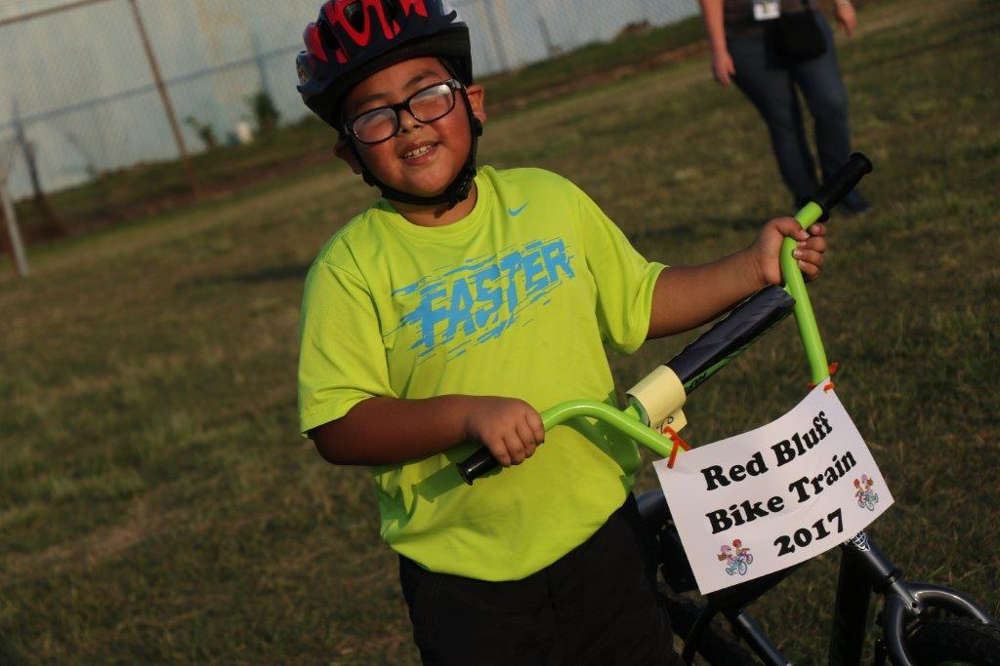 FASTER
Red Bluff
Bike Train
2017